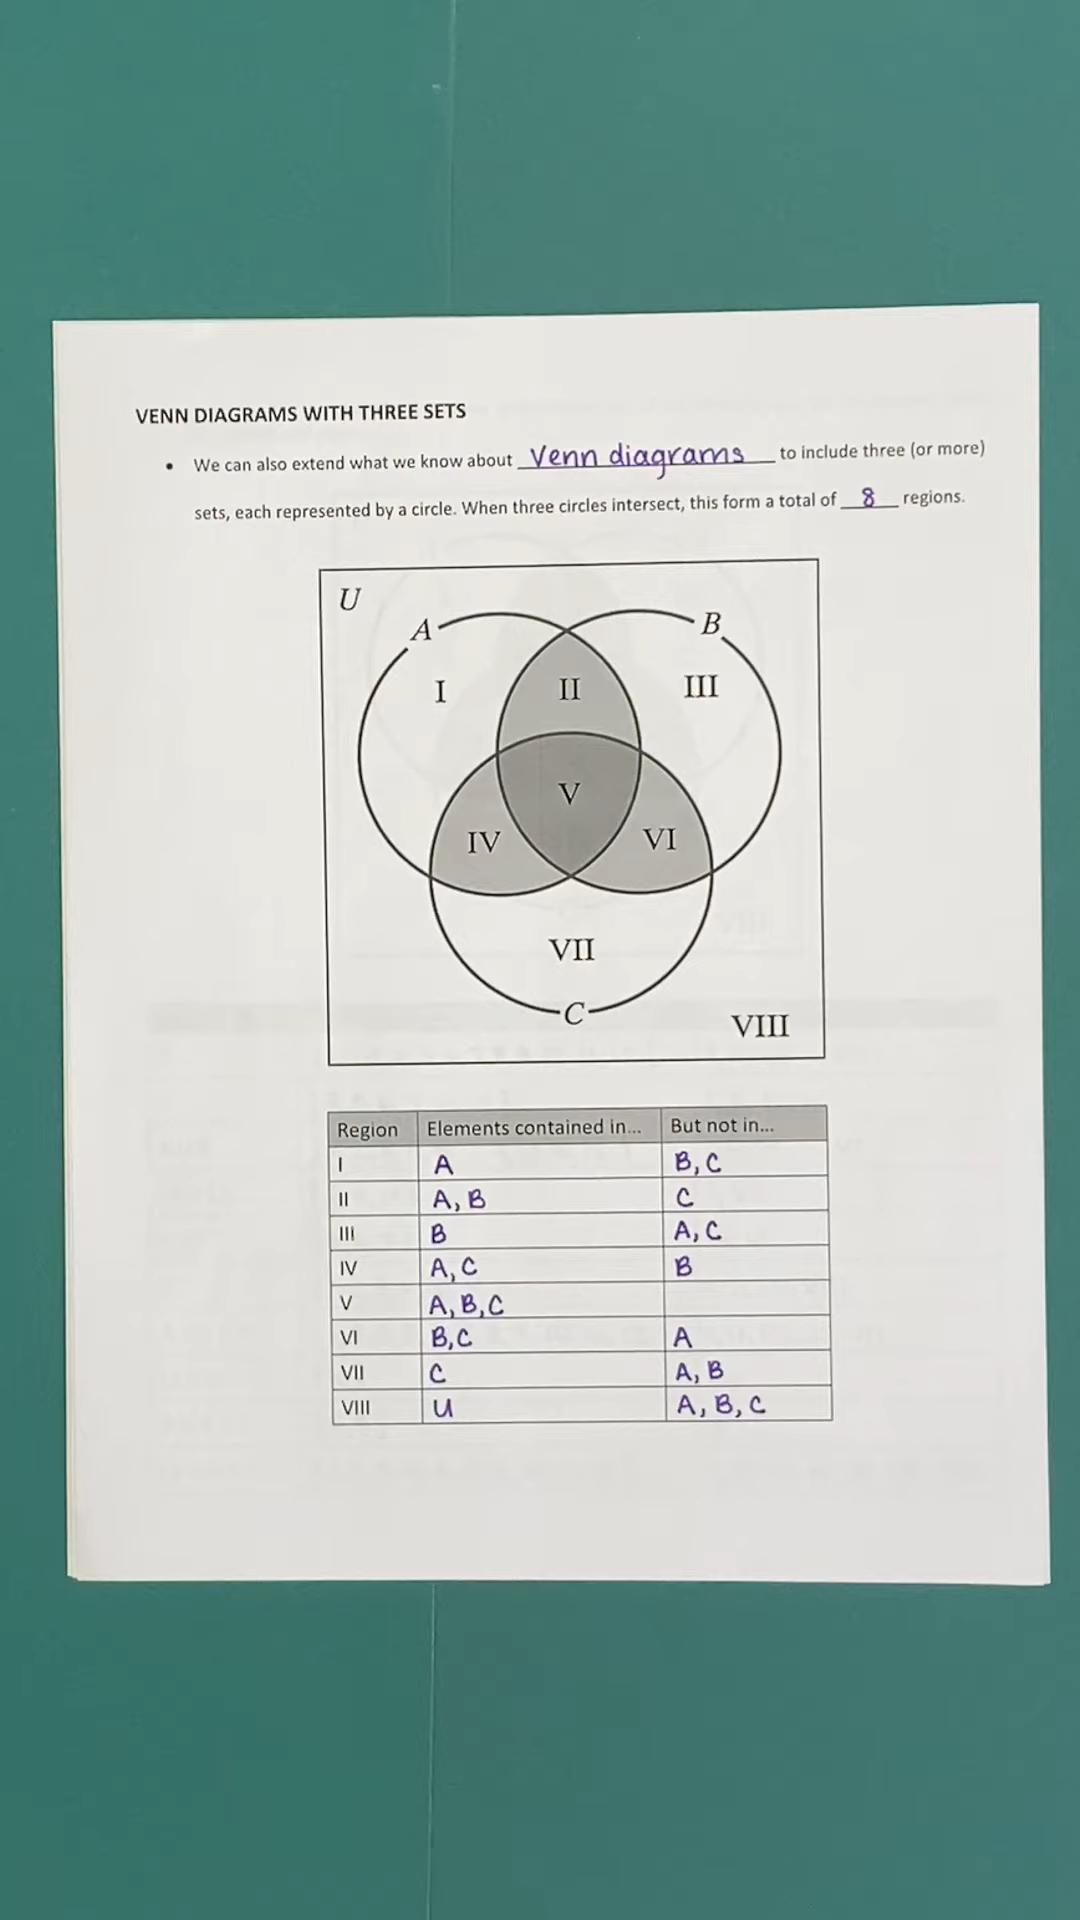 VENN DIAGRAMS WITH THREE SETS
• We can also extend what we know about Venn diagrams to include three (or more)
sets, each represented by a circle. When three circles intersect, this form a total of 8 regions.
U
A B
I II III
V
IV VI
VII
C
VIII
Region Elements contained in... But not in...
I A B, C
II A, B C
III B A, C
IV A, C B
V A, B, C
VI B, C A
VII C A, B
VIII U A, B, C